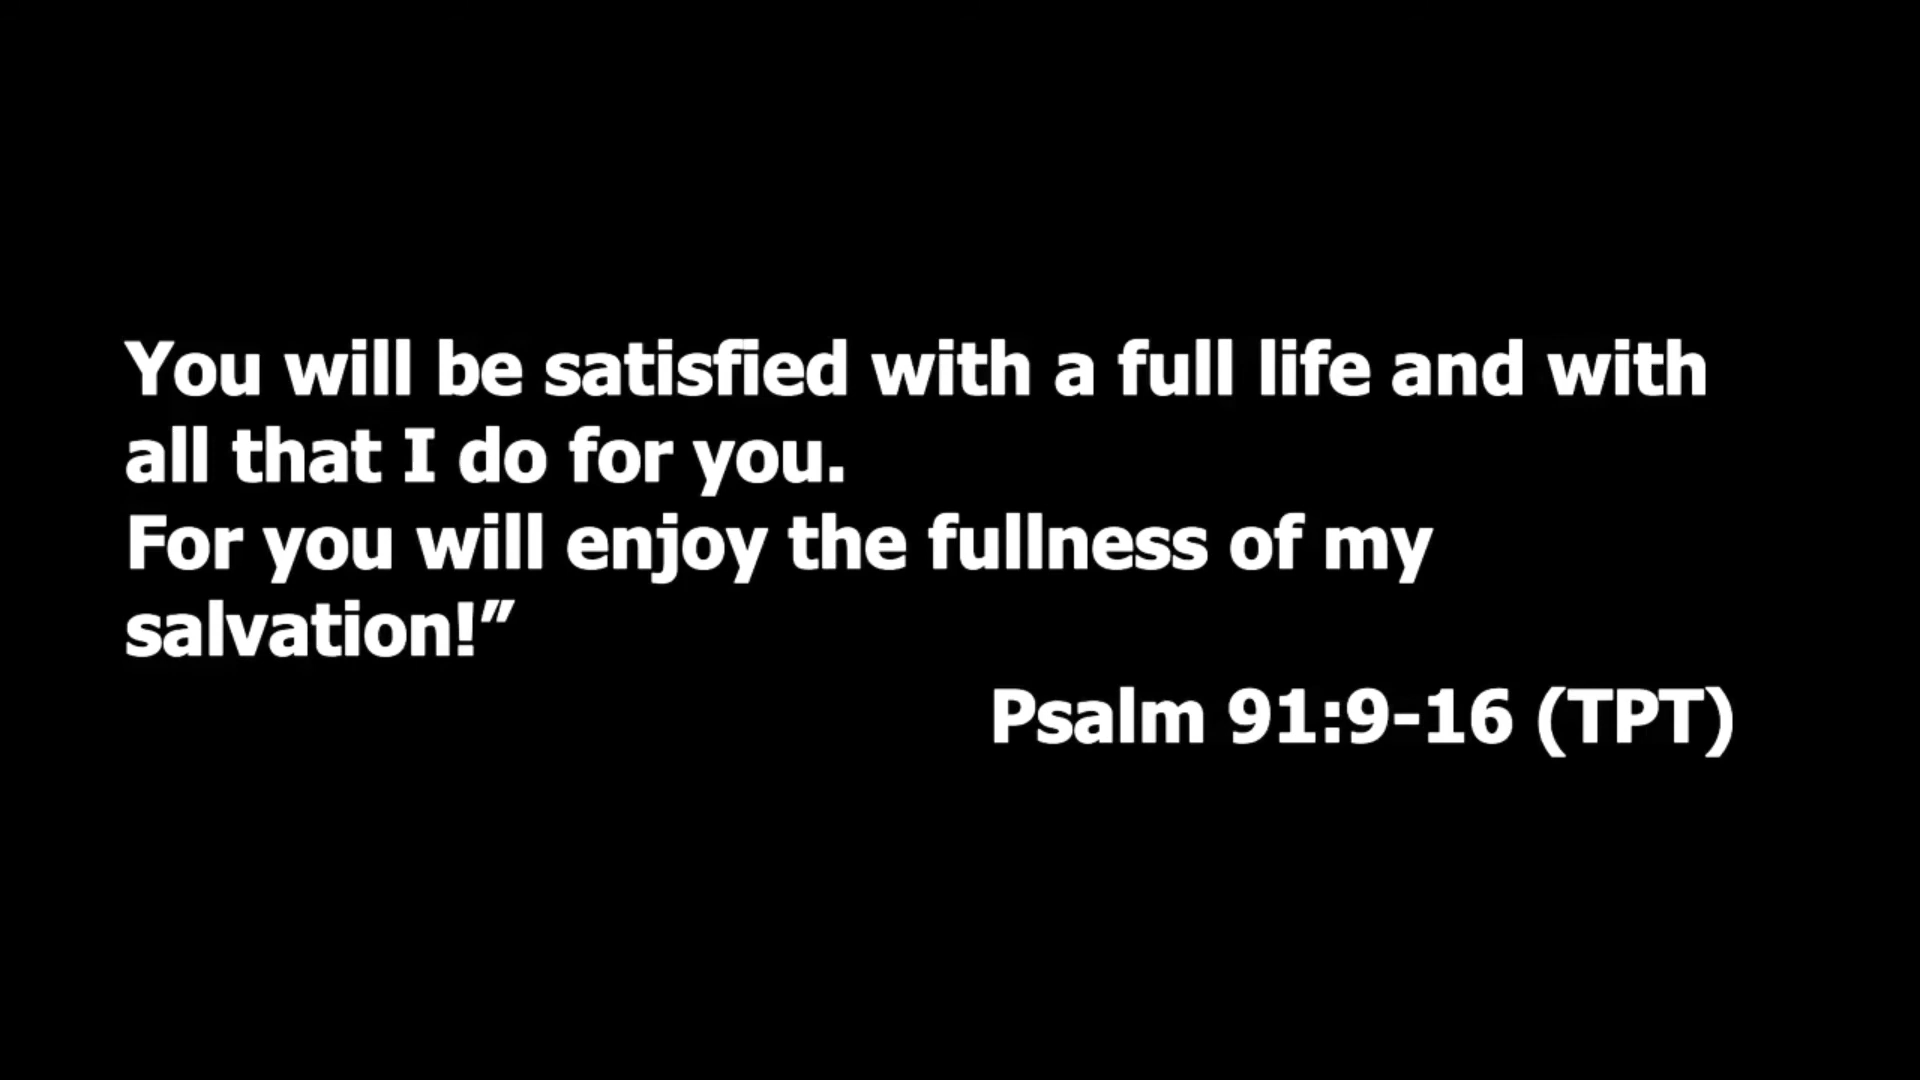 You will be satisfied with a full life and with
all that I do for you.
For you will enjoy the fullness of my
salvation!”
Psalm 91:9-16 (TPT)